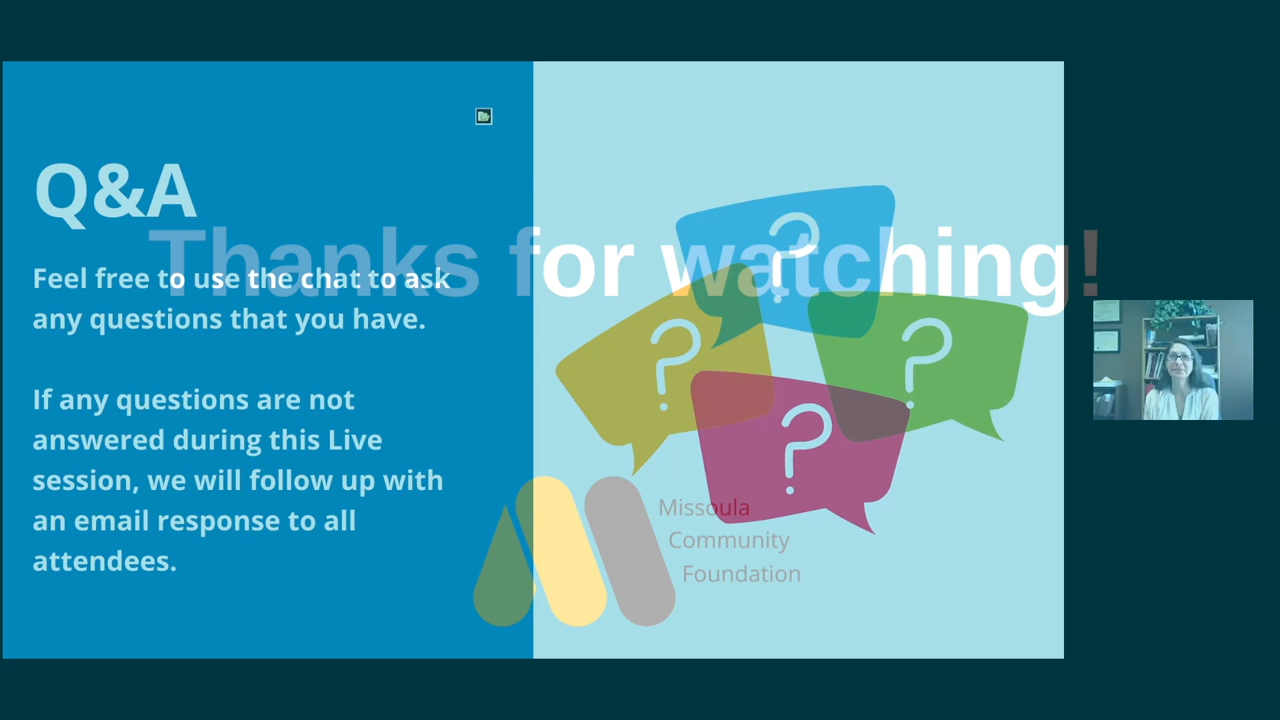 Q&A
Thanks for watching!
Feel free to use the chat to ask
any questions that you have.
If any questions are not
answered during this Live
session, we will follow up with
an email response to all
attendees.
?
?
?
?
Missoula
Community
Foundation